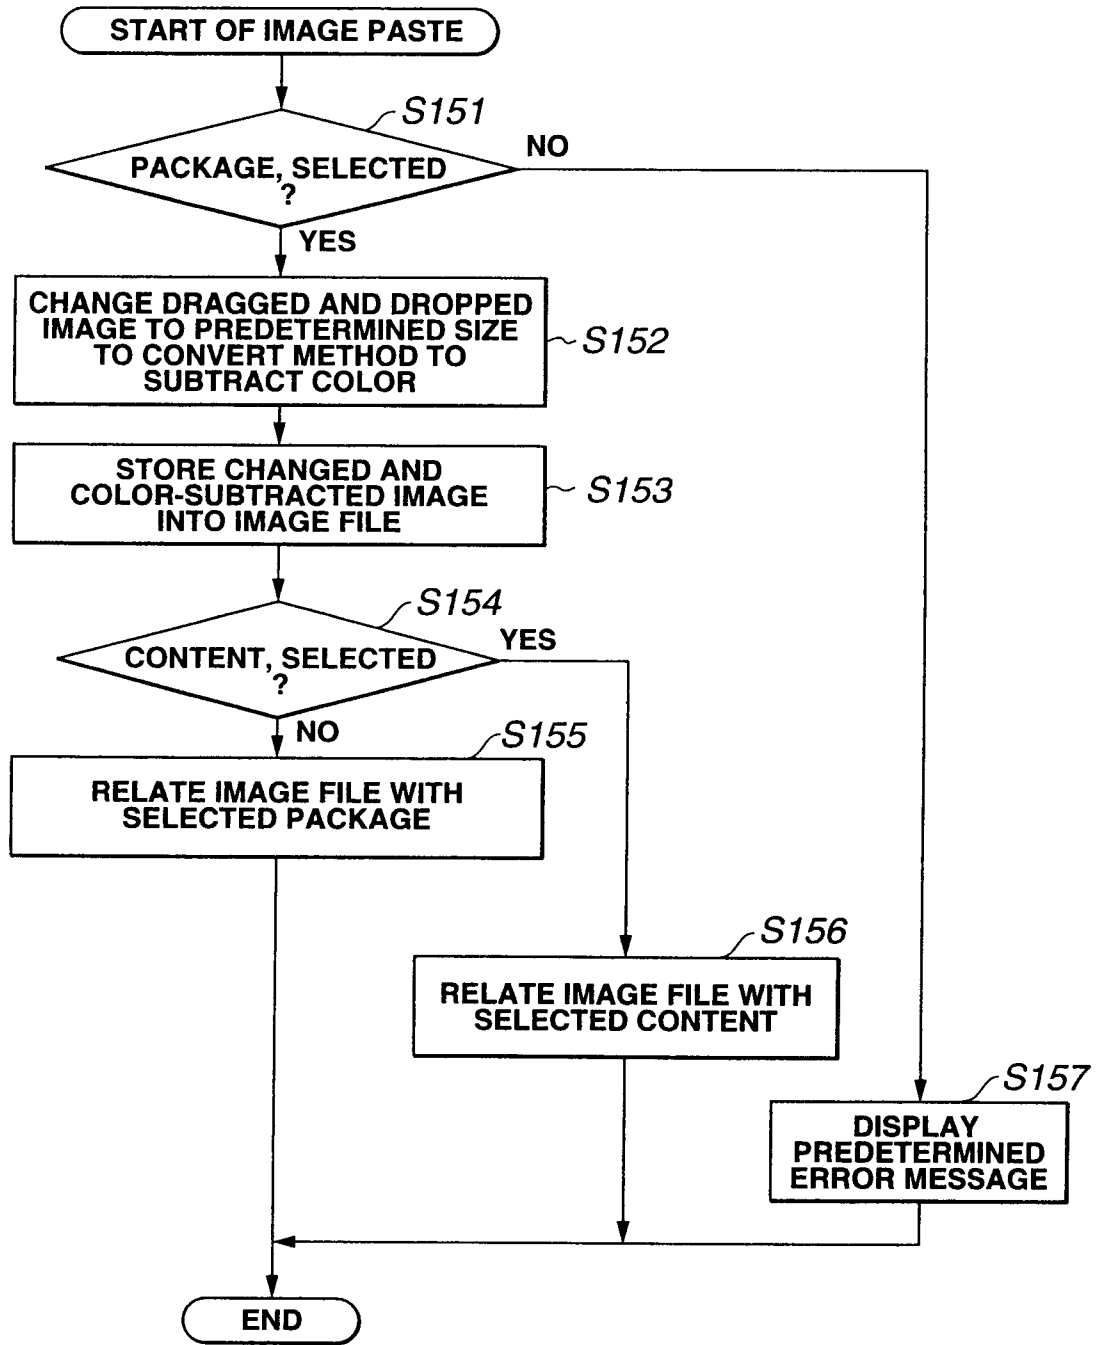 START OF IMAGE PASTE
S151
PACKAGE, SELECTED
?
NO
YES
CHANGE DRAGGED AND DROPPED
IMAGE TO PREDETERMINED SIZE
TO CONVERT METHOD TO
SUBTRACT COLOR
S152
STORE CHANGED AND
COLOR-SUBTRACTED IMAGE
INTO IMAGE FILE
S153
S154
CONTENT, SELECTED
?
YES
NO
S155
RELATE IMAGE FILE WITH
SELECTED PACKAGE
S156
RELATE IMAGE FILE WITH
SELECTED CONTENT
S157
DISPLAY
PREDETERMINED
ERROR MESSAGE
END